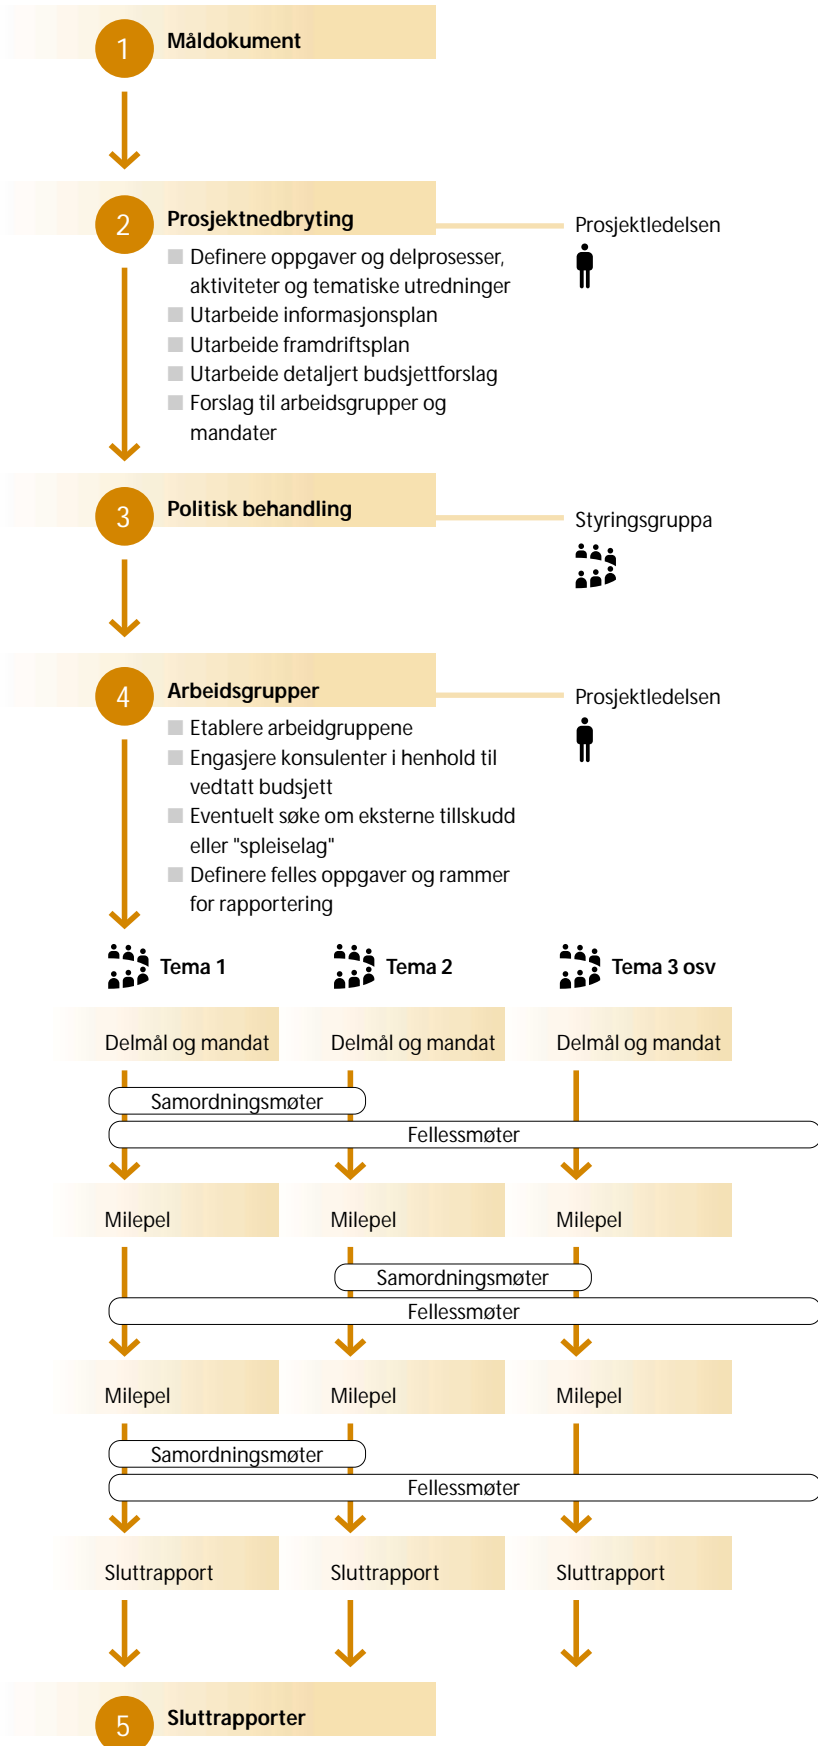 1
Måldokument
2
Prosjektnedbryting
Prosjektledelsen
Definere oppgaver og delprosesser,
aktiviteter og tematiske utredninger
Utarbeide informasjonsplan
Utarbeide framdriftsplan
Utarbeide detaljert budsjettforslag
Forslag til arbeidsgrupper og
mandater
3
Politisk behandling
Styringsgruppa
4
Arbeidsgrupper
Prosjektledelsen
Etablere arbeidgruppene
Engasjere konsulenter i henhold til
vedtatt budsjett
Eventuelt søke om eksterne tillskudd
eller "spleiselag"
Definere felles oppgaver og rammer
for rapportering
Tema 1
Tema 2
Tema 3 osv
Delmål og mandat
Delmål og mandat
Delmål og mandat
Samordningsmøter
Fellessmøter
Milepel
Milepel
Milepel
Samordningsmøter
Fellessmøter
Milepel
Milepel
Milepel
Samordningsmøter
Fellessmøter
Sluttrapport
Sluttrapport
Sluttrapport
5
Sluttrapporter